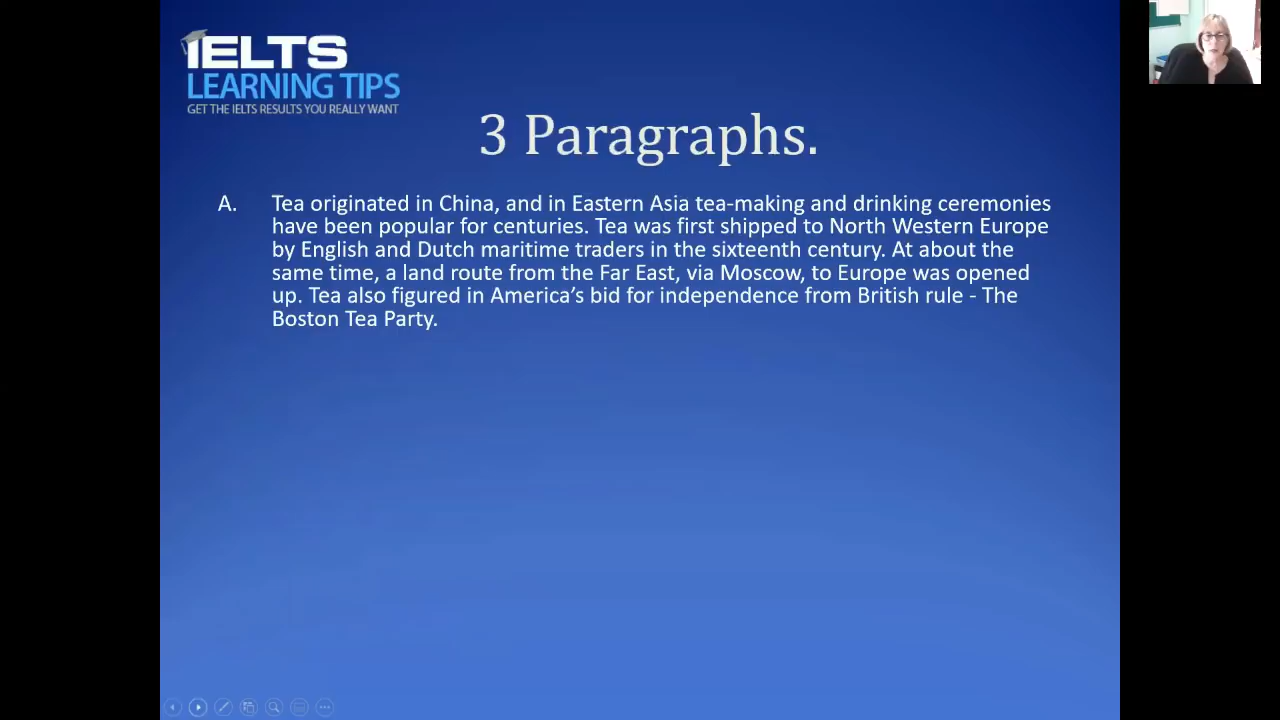 IELTS
LEARNING TIPS
GET THE IELTS RESULTS YOU REALLY WANT
3 Paragraphs.
A. Tea originated in China, and in Eastern Asia tea-making and drinking ceremonies
have been popular for centuries. Tea was first shipped to North Western Europe
by English and Dutch maritime traders in the sixteenth century. At about the
same time, a land route from the Far East, via Moscow, to Europe was opened
up. Tea also figured in America’s bid for independence from British rule - The
Boston Tea Party.